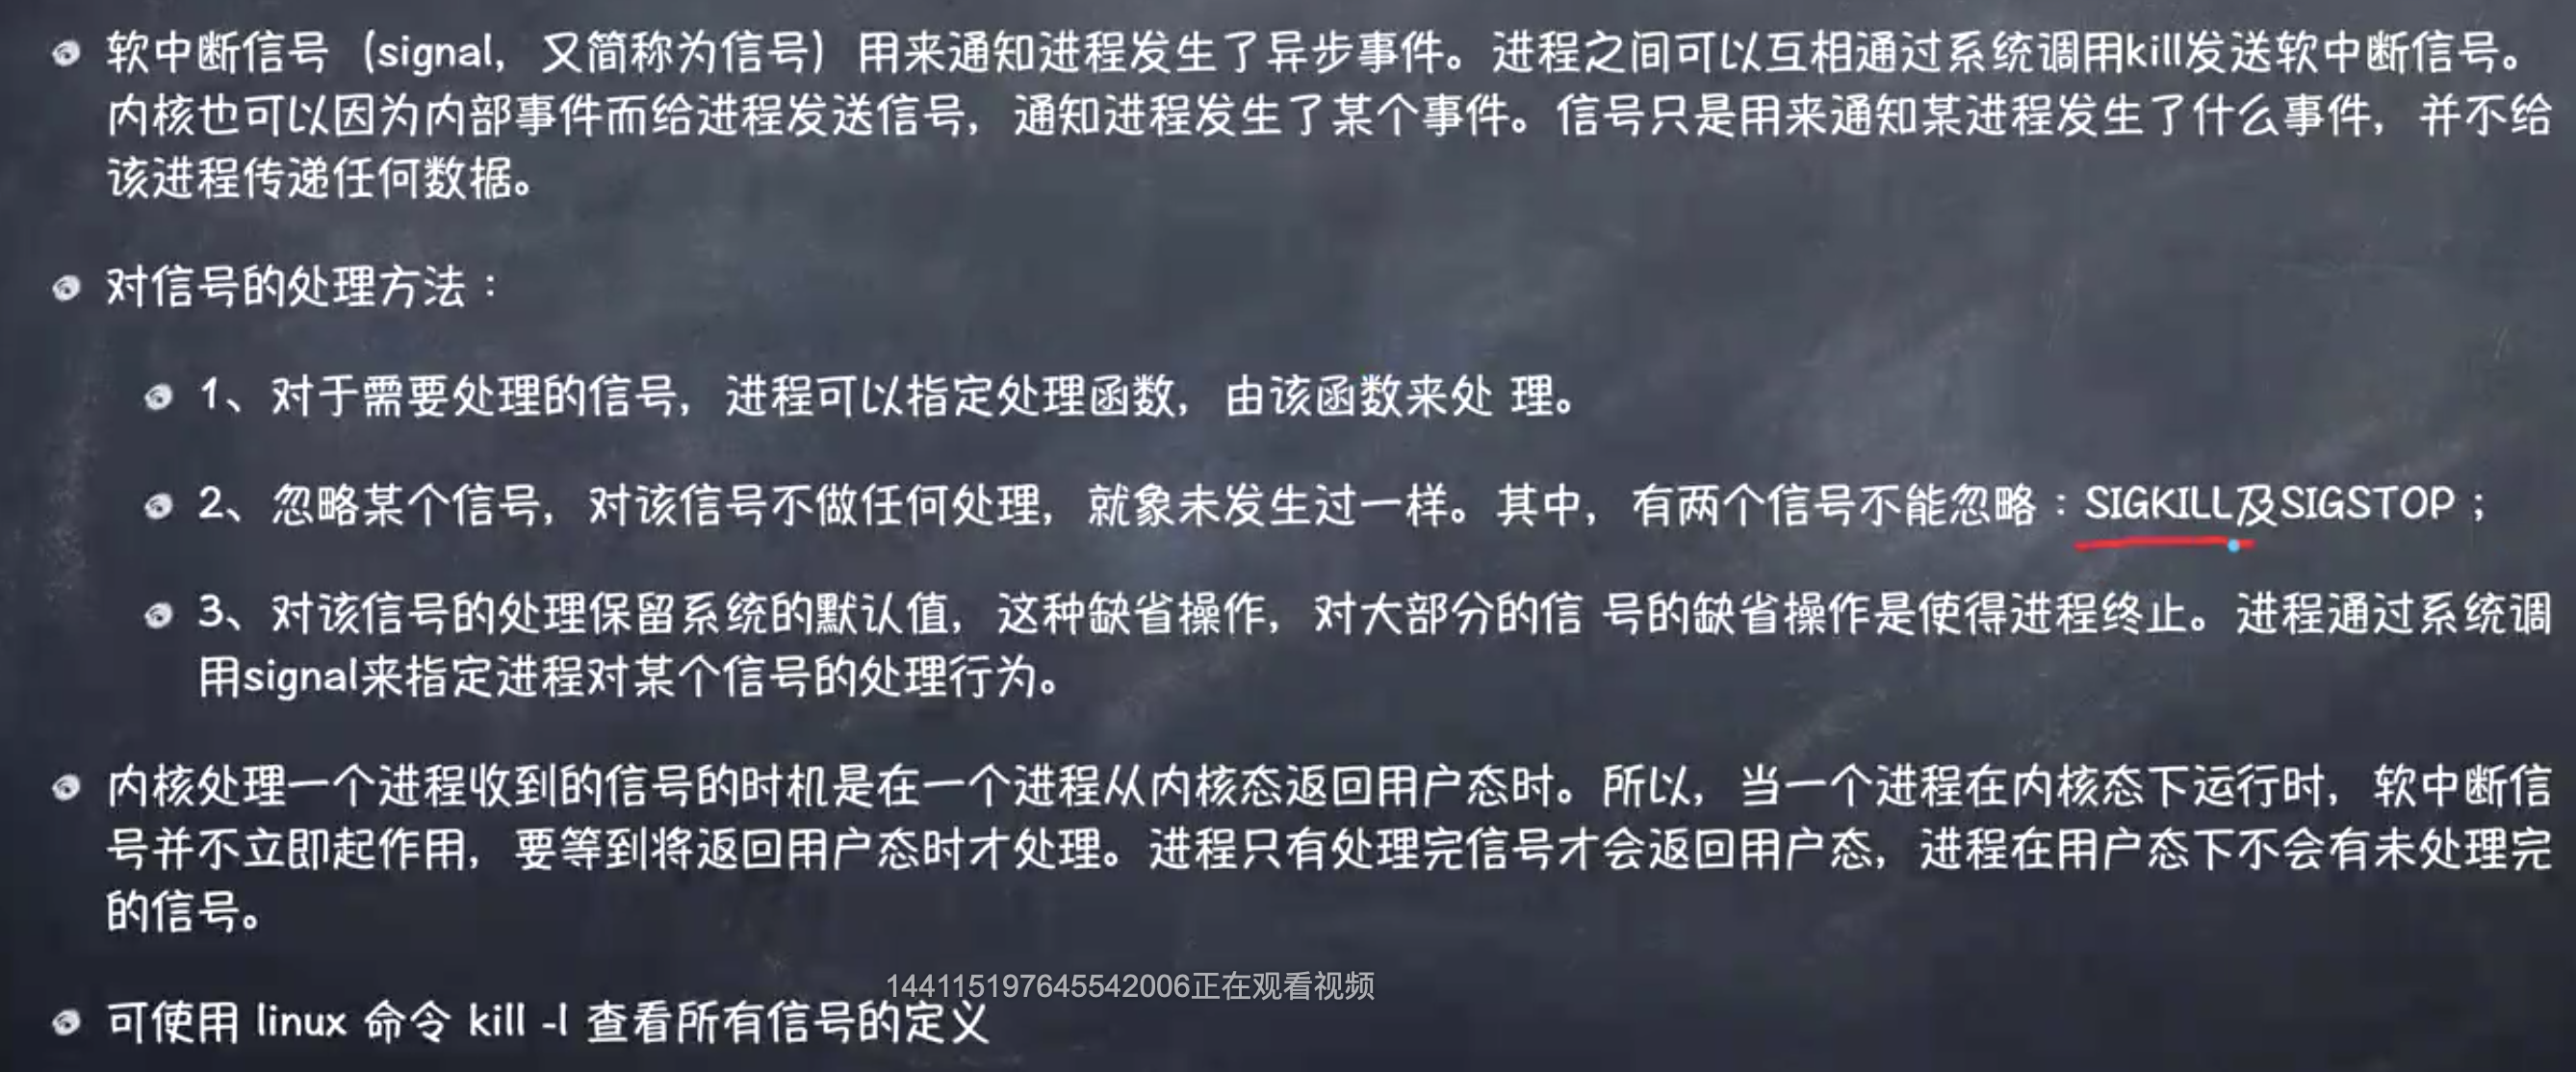 软中断信号（signal，又简称为信号）用来通知进程发生了异步事件。进程之间可以互相通过系统调用kill发送软中断信号。
内核也可以因为内部事件而给进程发送信号，通知进程发生了某个事件。信号只是用来通知某进程发生了什么事件，并不给
该进程传递任何数据。
对信号的处理方法：
1、对于需要处理的信号，进程可以指定处理函数，由该函数来处 理。
2、忽略某个信号，对该信号不做任何处理，就象未发生过一样。其中，有两个信号不能忽略：SIGKILL及SIGSTOP；
3、对该信号的处理保留系统的默认值，这种缺省操作，对大部分的信 号的缺省操作是使得进程终止。进程通过系统调
用signal来指定进程对某个信号的处理行为。
内核处理一个进程收到的信号的时机是在一个进程从内核态返回用户态时。所以，当一个进程在内核态下运行时，软中断信
号并不立即起作用，要等到将返回用户态时才处理。进程只有处理完信号才会返回用户态，进程在用户态下不会有未处理完
的信号。
144115197645542006正在观看视频
可使用 linux 命令 kill -l 查看所有信号的定义